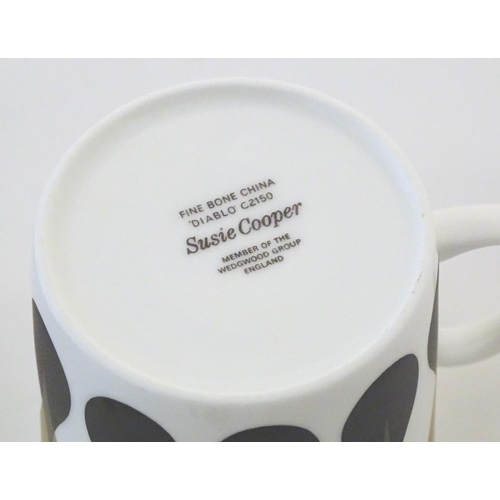 FINE BONE CHINA
'DIABLO' C2150
Susie Cooper
MEMBER OF THE
WEDGWOOD GROUP
ENGLAND